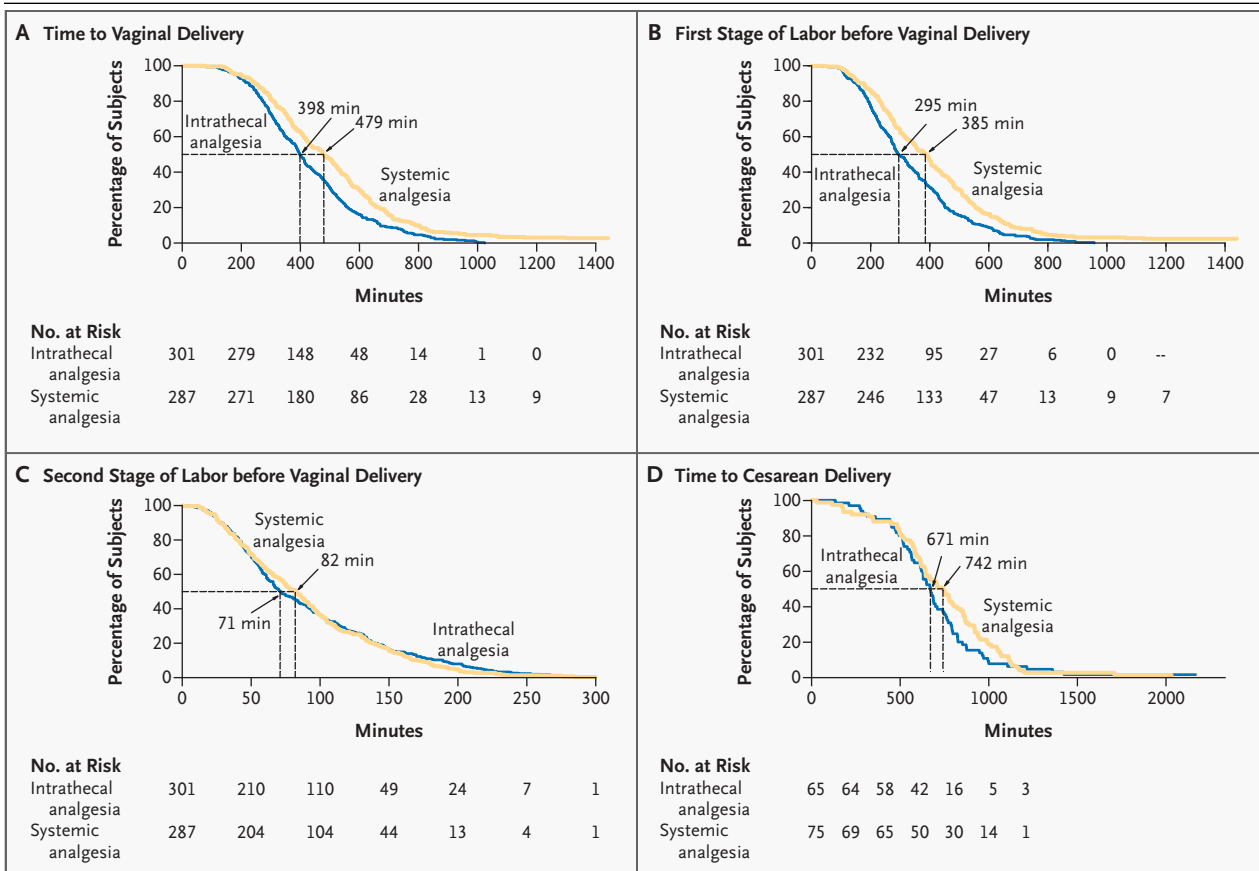 A Time to Vaginal Delivery
Percentage of Subjects
100
80
60
40
20
0
Intrathecal
analgesia
398 min
479 min
Systemic
analgesia
0 200 400 600 800 1000 1200 1400
Minutes
No. at Risk
Intrathecal 301 279 148 48 14 1 0
analgesia
Systemic 287 271 180 86 28 13 9
analgesia
B First Stage of Labor before Vaginal Delivery
Percentage of Subjects
100
80
60
40
20
0
295 min
385 min
Intrathecal
analgesia
Systemic
analgesia
0 200 400 600 800 1000 1200 1400
Minutes
No. at Risk
Intrathecal 301 232 95 27 6 0 --
analgesia
Systemic 287 246 133 47 13 9 7
analgesia
C Second Stage of Labor before Vaginal Delivery
Percentage of Subjects
100
80
60
40
20
0
Systemic
analgesia
82 min
71 min
Intrathecal
analgesia
0 50 100 150 200 250 300
Minutes
No. at Risk
Intrathecal 301 210 110 49 24 7 1
analgesia
Systemic 287 204 104 44 13 4 1
analgesia
D Time to Cesarean Delivery
Percentage of Subjects
100
80
60
40
20
0
Intrathecal
analgesia
671 min
742 min
Systemic
analgesia
0 500 1000 1500 2000
Minutes
No. at Risk
Intrathecal 65 64 58 42 16 5 3
analgesia
Systemic 75 69 65 50 30 14 1
analgesia